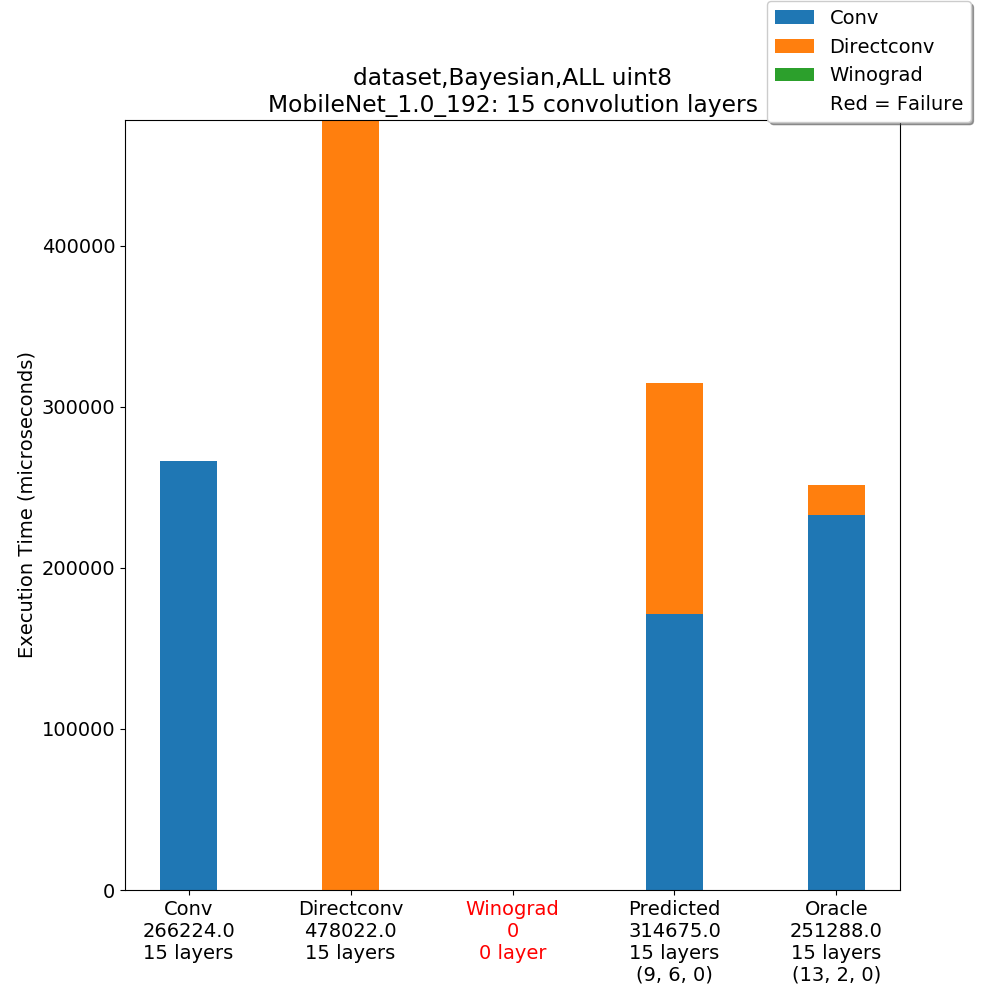 Conv
Directconv
Winograd
Red = Failure
dataset,Bayesian,ALL uint8
MobileNet_1.0_192: 15 convolution layers
Execution Time (microseconds)
400000
300000
200000
100000
0
Conv
266224.0
15 layers
Directconv
478022.0
15 layers
Winograd
0
0 layer
Predicted
314675.0
15 layers
(9, 6, 0)
Oracle
251288.0
15 layers
(13, 2, 0)